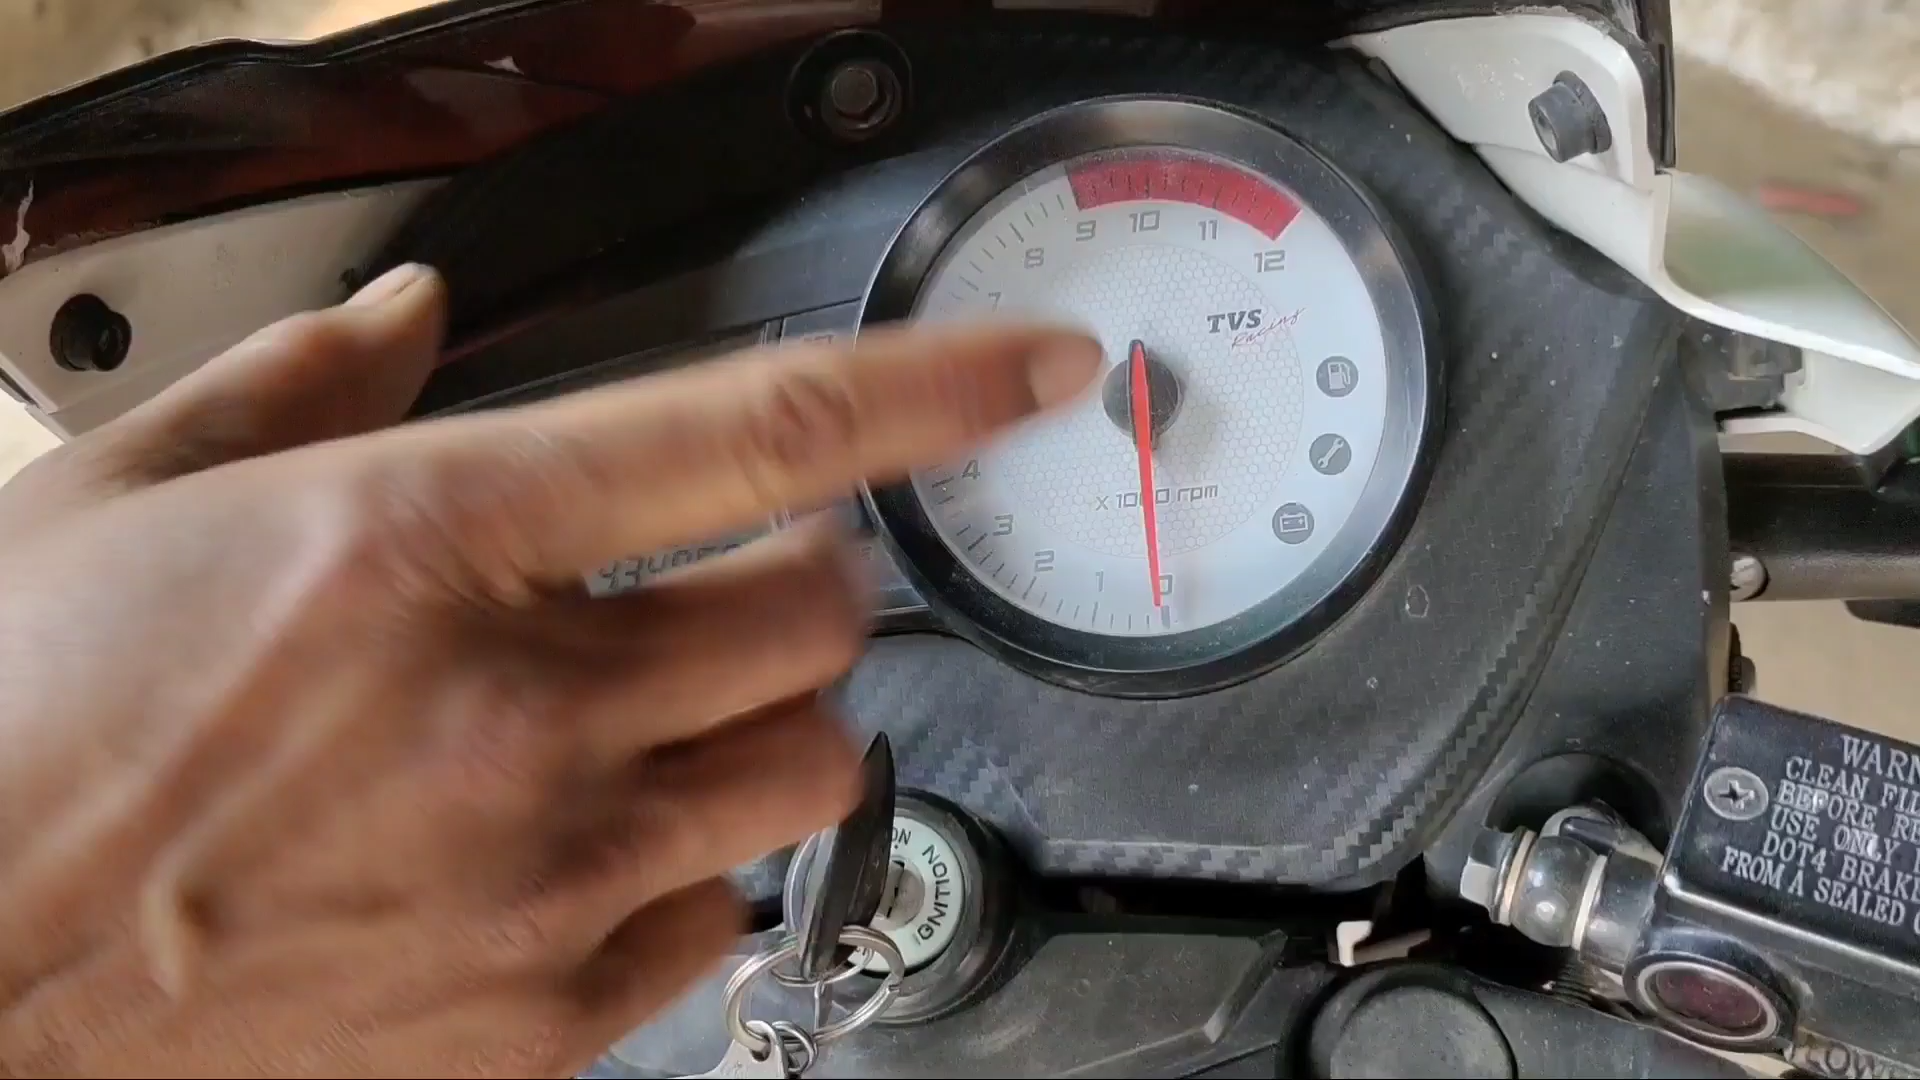 9
10
11
8
12
7
TVS
Racing
4
3
x 1000 rpm
2
1
0
ON
IGNITION
WARN
CLEAN FIL
BEFORE RE
USE ONLY
DOT4 BRAKE
FROM A SEALED